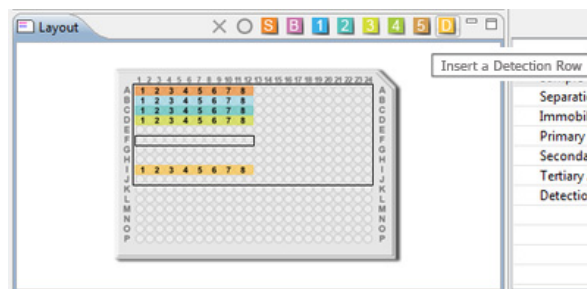 Layout
S B 1 2 3 4 5 D
Insert a Detection Row
Separati
Immobil
Primary
Seconda
Tertiary
Detectio
1 2 3 4 5 6 7 8 9 10 11 12 13 14 15 16 17 18 19 20 21 22 23 24
A 1 2 3 4 5 6 7 8 A
B 1 2 3 4 5 6 7 8 B
C 1 2 3 4 5 6 7 8 C
D 1 2 3 4 5 6 7 8 D
E E
F F
G G
H H
I 1 2 3 4 5 6 7 8 I
J J
K K
L L
M M
N N
O O
P P